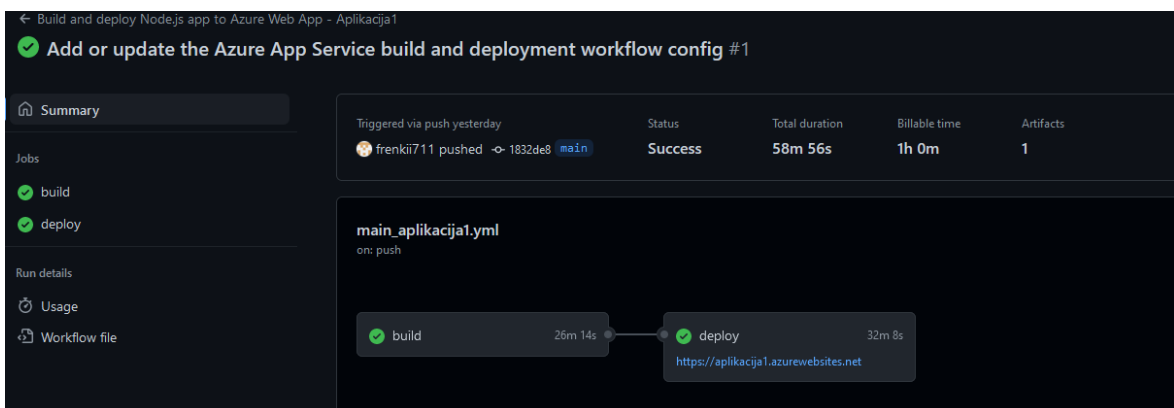 ← Build and deploy Node.js app to Azure Web App - Aplikacija1
Add or update the Azure App Service build and deployment workflow config #1
Summary
Jobs
build
deploy
Run details
Usage
Workflow file
Triggered via push yesterday
frenkii711 pushed 1832de8 main
Status
Success
Total duration
58m 56s
Billable time
1h 0m
Artifacts
1
main_aplikacija1.yml
on: push
build 26m 14s
deploy 32m 8s
https://aplikacija1.azurewebsites.net